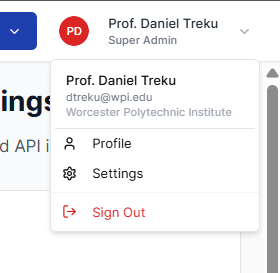 PD
Prof. Daniel Treku
Super Admin
ings
Prof. Daniel Treku
dtreku@wpi.edu
Worcester Polytechnic Institute
d API i
Profile
Settings
Sign Out